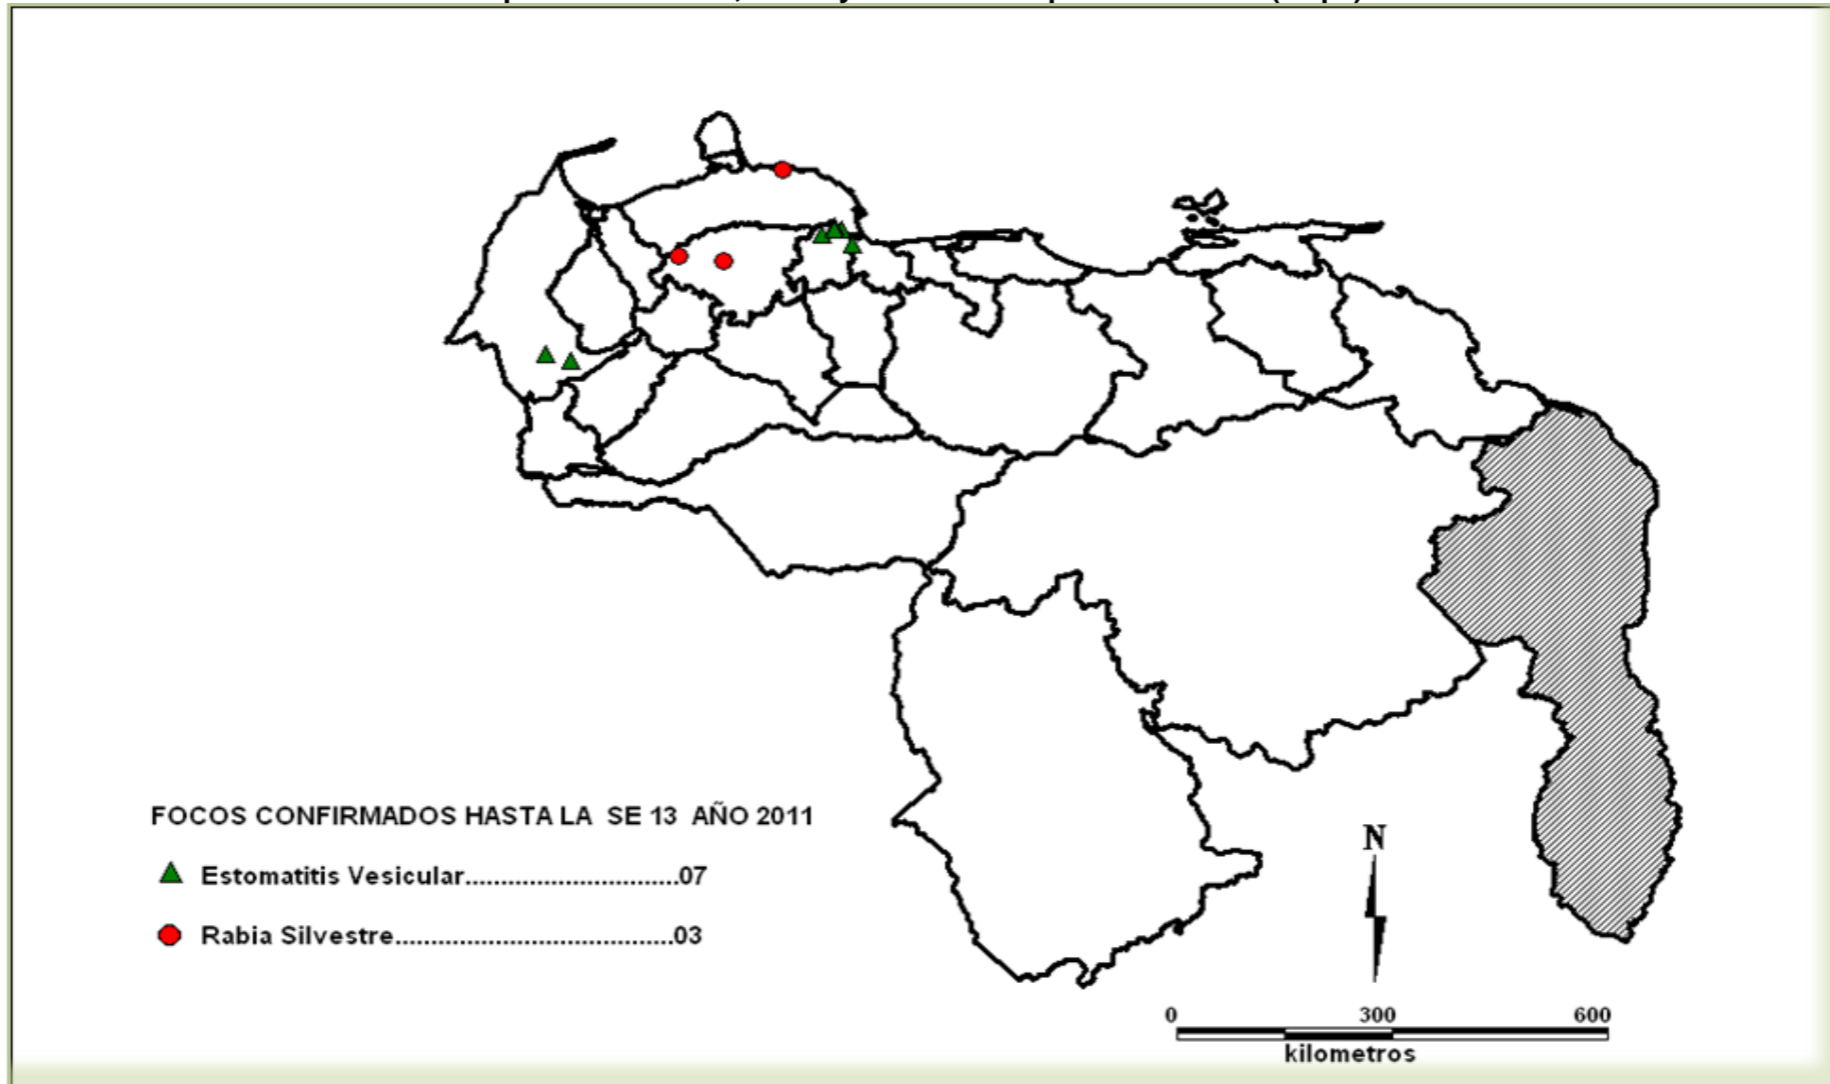 FOCOS CONFIRMADOS HASTA LA SE 13 AÑO 2011
Estomatitis Vesicular..............................07
Rabia Silvestre.......................................03
N
0 300 600
kilometros